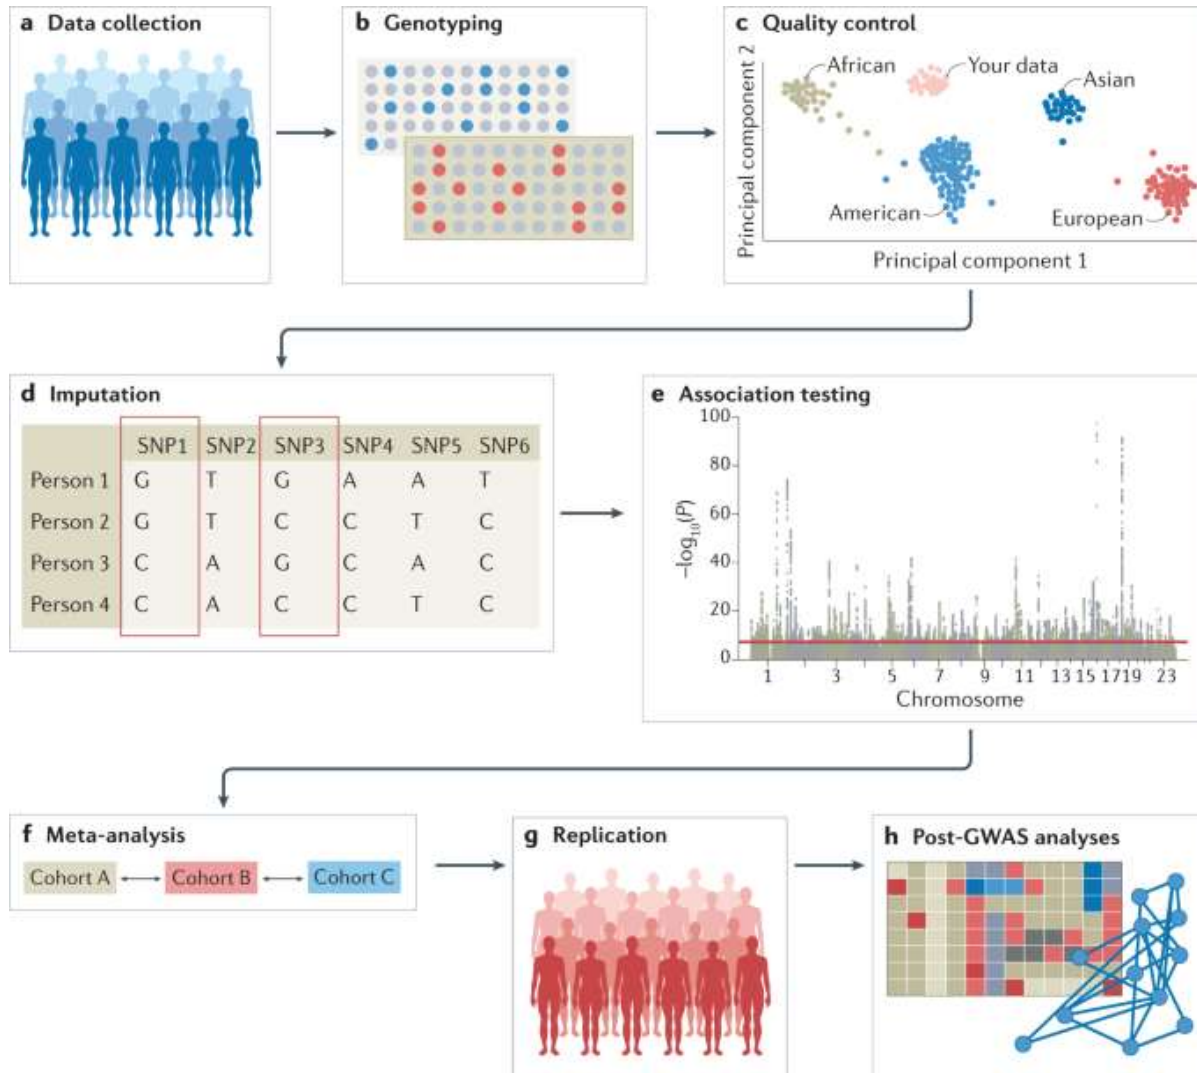 a Data collection
b Genotyping
c Quality control
Principal component 2
African
Your data
Asian
American
European
Principal component 1
d Imputation
SNP1 SNP2 SNP3 SNP4 SNP5 SNP6
Person 1 G T G A A T
Person 2 G T C C T C
Person 3 C A G C A C
Person 4 C A C C T C
e Association testing
100
80
60
40
20
0
–log10(P)
1 3 5 7 9 11 13 15 17 19 23
Chromosome
f Meta-analysis
Cohort A Cohort B Cohort C
g Replication
h Post-GWAS analyses